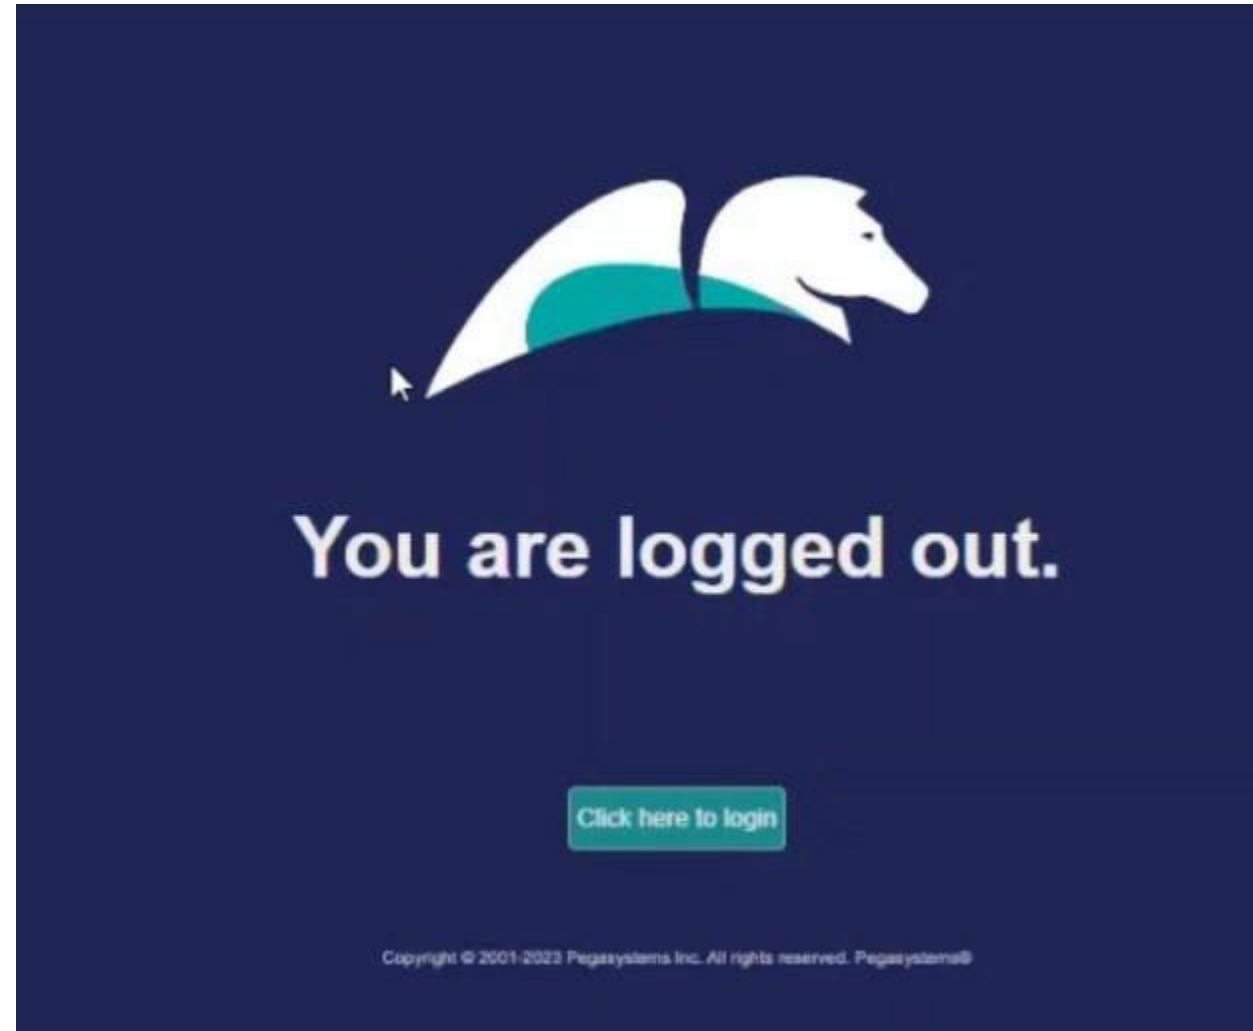 You are logged out.
Click here to login
Copyright © 2001-2023 Pegasystems Inc. All rights reserved. Pegasystems®